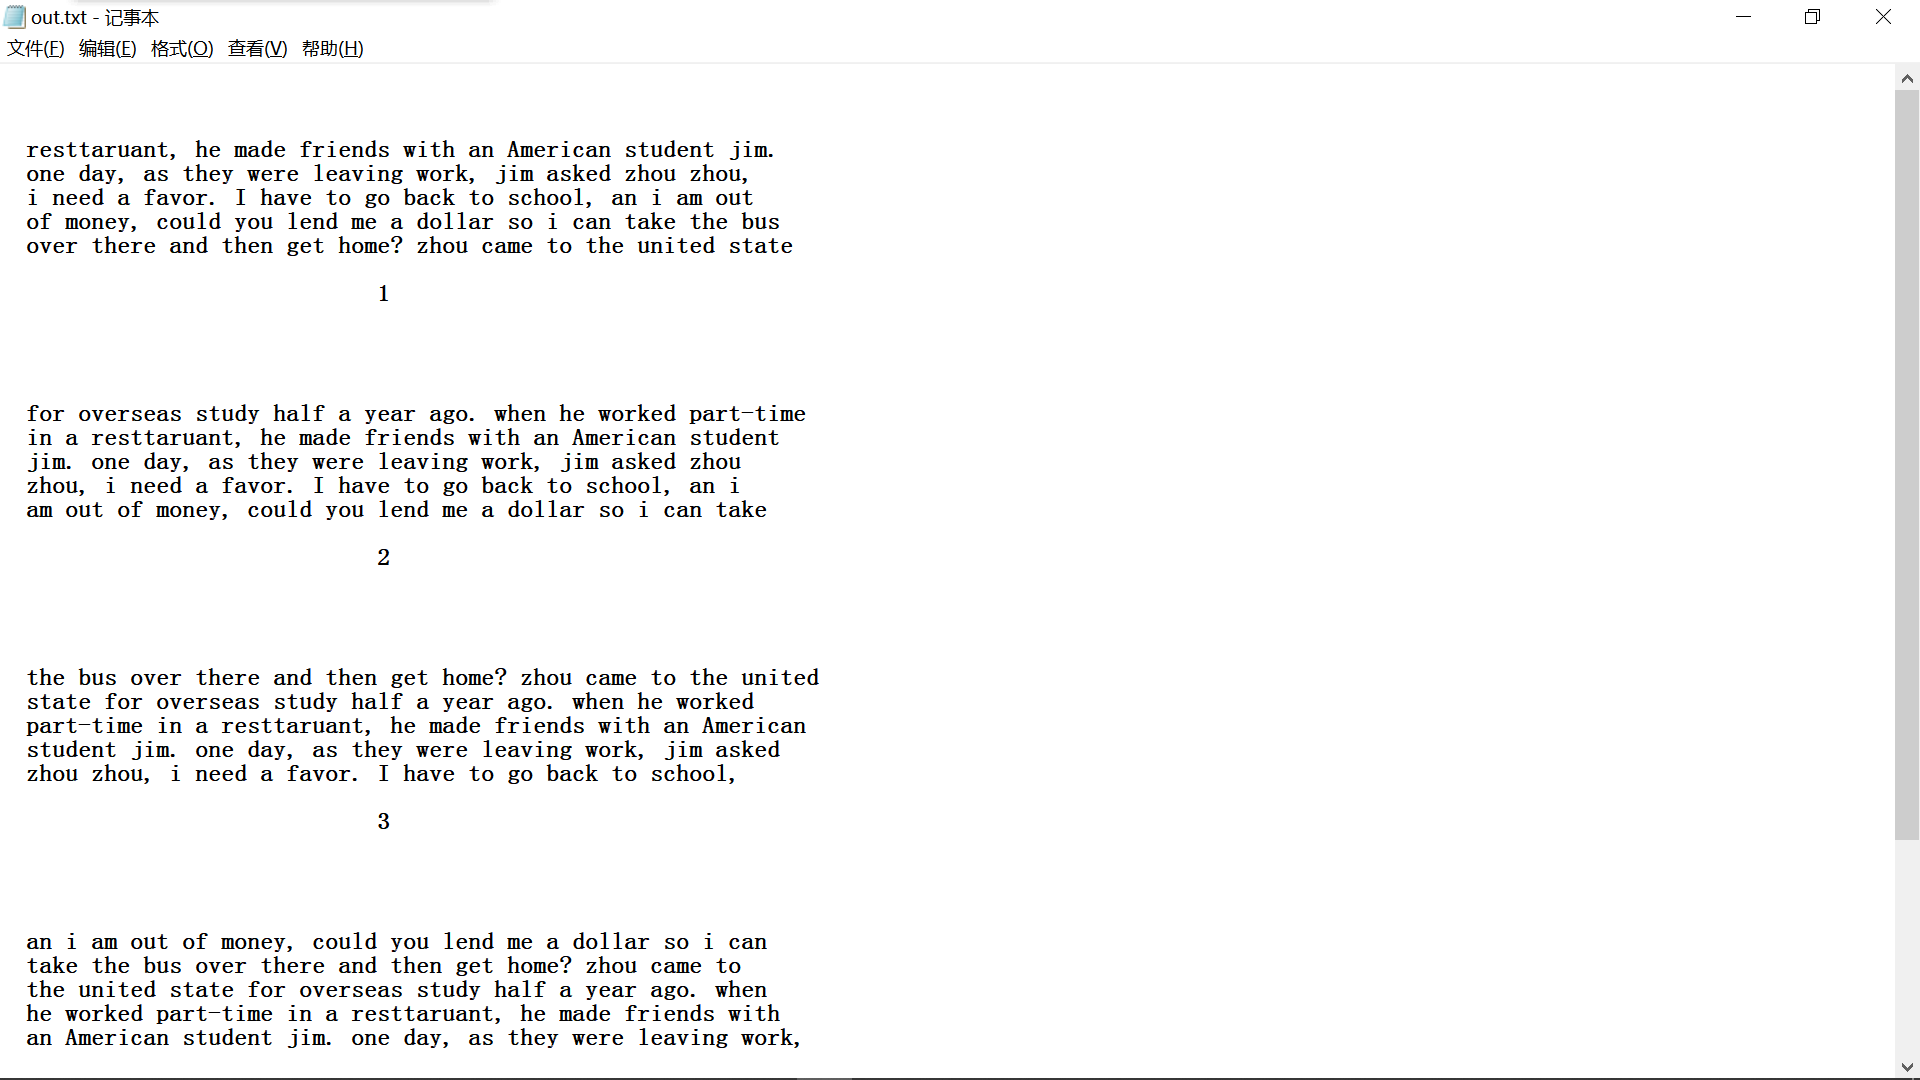 out.txt - 记事本
文件(F) 编辑(E) 格式(O) 查看(V) 帮助(H)
resttaruant, he made friends with an American student jim.
one day, as they were leaving work, jim asked zhou zhou,
i need a favor. I have to go back to school, an i am out
of money, could you lend me a dollar so i can take the bus
over there and then get home? zhou came to the united state
1
for overseas study half a year ago. when he worked part-time
in a resttaruant, he made friends with an American student
jim. one day, as they were leaving work, jim asked zhou
zhou, i need a favor. I have to go back to school, an i
am out of money, could you lend me a dollar so i can take
2
the bus over there and then get home? zhou came to the united
state for overseas study half a year ago. when he worked
part-time in a resttaruant, he made friends with an American
student jim. one day, as they were leaving work, jim asked
zhou zhou, i need a favor. I have to go back to school,
3
an i am out of money, could you lend me a dollar so i can
take the bus over there and then get home? zhou came to
the united state for overseas study half a year ago. when
he worked part-time in a resttaruant, he made friends with
an American student jim. one day, as they were leaving work,